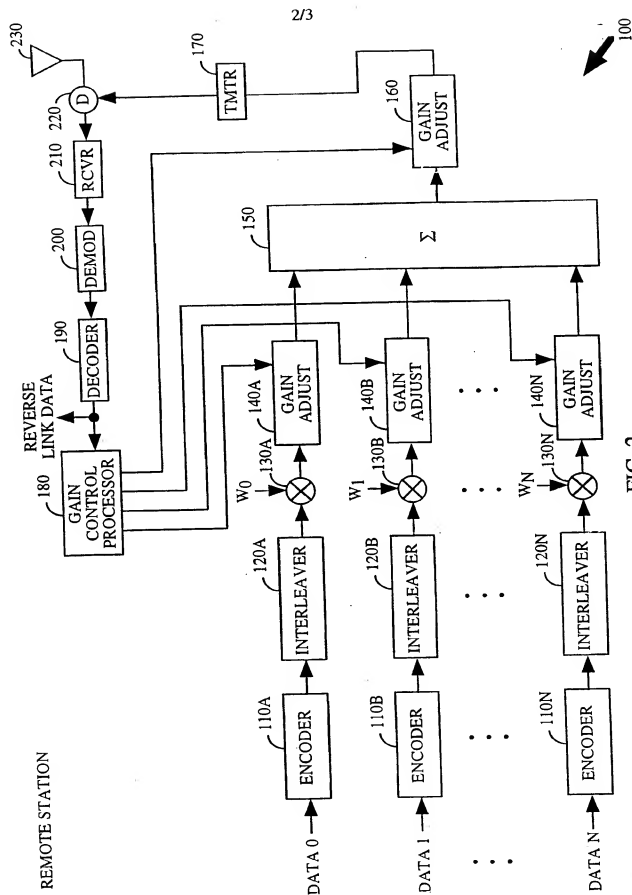 2/3
100
REMOTE STATION
230
220
D
210
RCVR
200
DEMOD
190
DECODER
REVERSE
LINK DATA
180
GAIN
CONTROL
PROCESSOR
170
TMTR
160
GAIN
ADJUST
150
Σ
DATA 0
110A
ENCODER
120A
INTERLEAVER
W0
130A
140A
GAIN
ADJUST
DATA 1
110B
ENCODER
120B
INTERLEAVER
W1
130B
140B
GAIN
ADJUST
DATA N
110N
ENCODER
120N
INTERLEAVER
WN
130N
140N
GAIN
ADJUST